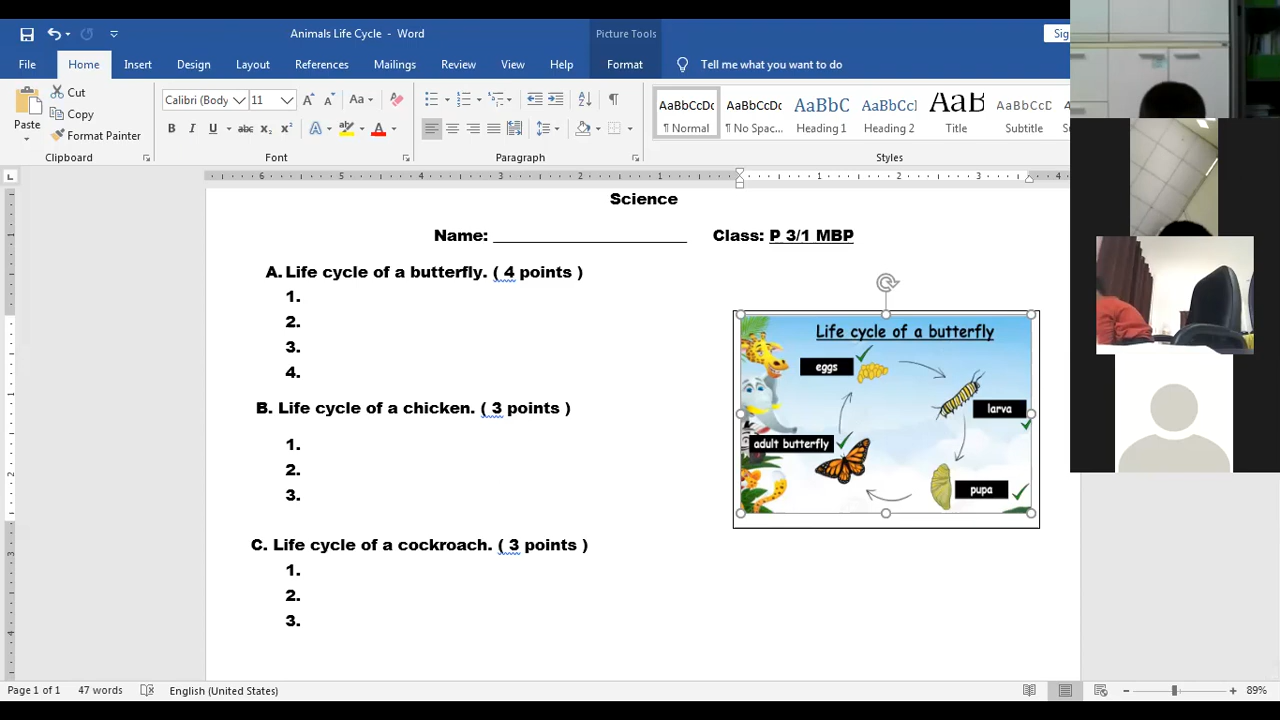 Animals Life Cycle - Word
Picture Tools
Sig
File Home Insert Design Layout References Mailings Review View Help Format Tell me what you want to do
Paste
Cut
Copy
Format Painter
Calibri (Body 11
Clipboard Font Paragraph Styles
AaBbCcDc AaBbCcDc AaBbC AaBbCcI AaB AaBbCcD
¶ Normal ¶ No Spac... Heading 1 Heading 2 Title Subtitle
Science
Name: ______________________ Class: P 3/1 MBP
A. Life cycle of a butterfly. ( 4 points )
1.
2.
3.
4.
B. Life cycle of a chicken. ( 3 points )
1.
2.
3.
C. Life cycle of a cockroach. ( 3 points )
1.
2.
3.
Life cycle of a butterfly
eggs
larva
adult butterfly
pupa
Page 1 of 1 47 words English (United States) 89%